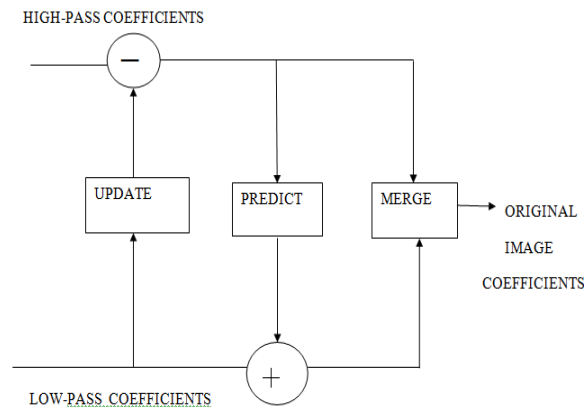 HIGH-PASS COEFFICIENTS
−
UPDATE
PREDICT
MERGE
ORIGINAL
IMAGE
COEFFICIENTS
+
LOW-PASS COEFFICIENTS